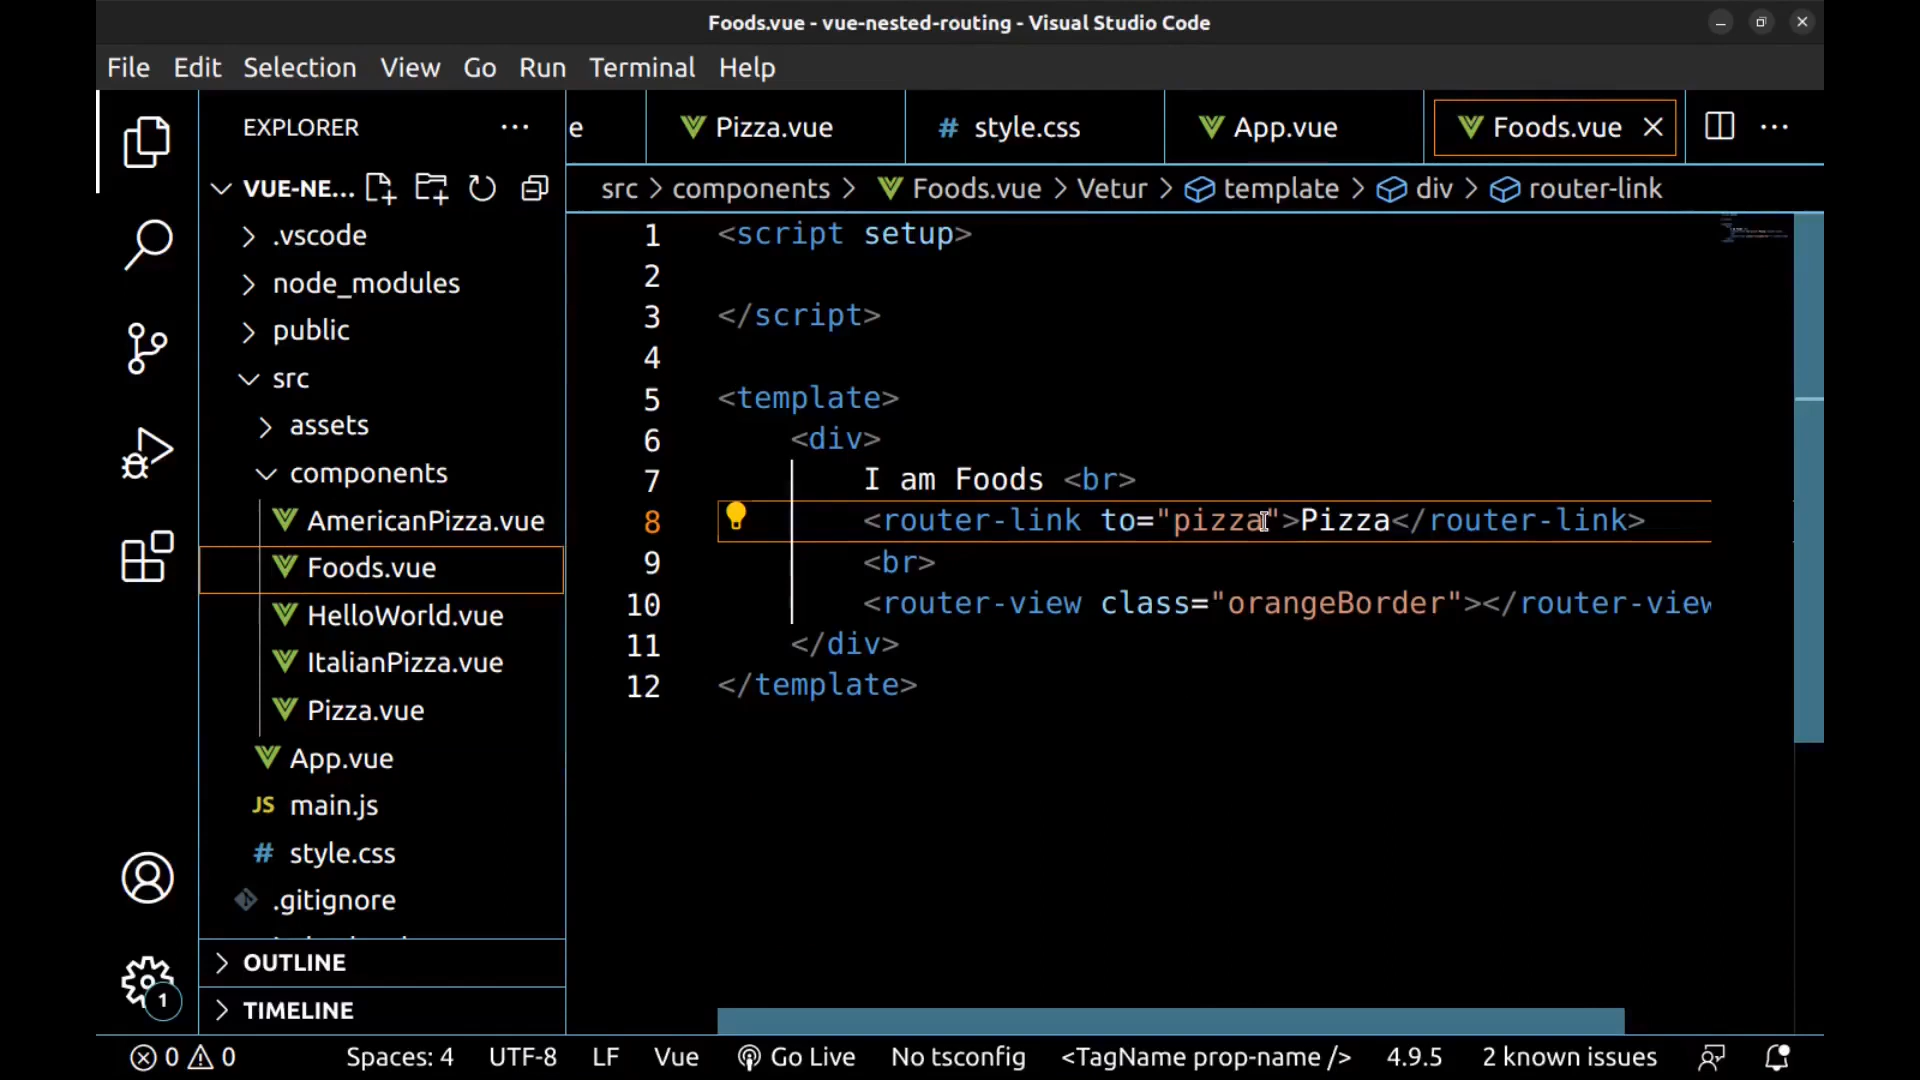 Foods.vue - vue-nested-routing - Visual Studio Code
File Edit Selection View Go Run Terminal Help
EXPLORER
e
Pizza.vue
# style.css
App.vue
Foods.vue
VUE-NE...
src > components > Foods.vue > Vetur > template > div > router-link
.vscode
node_modules
public
src
assets
components
AmericanPizza.vue
Foods.vue
HelloWorld.vue
ItalianPizza.vue
Pizza.vue
App.vue
JS main.js
# style.css
.gitignore
OUTLINE
TIMELINE
1 <script setup>
2
3 </script>
4
5 <template>
6 <div>
7 I am Foods <br>
8 <router-link to="pizza">Pizza</router-link>
9 <br>
10 <router-view class="orangeBorder"></router-view
11 </div>
12 </template>
1
0 0 Spaces: 4 UTF-8 LF Vue Go Live No tsconfig <TagName prop-name /> 4.9.5 2 known issues